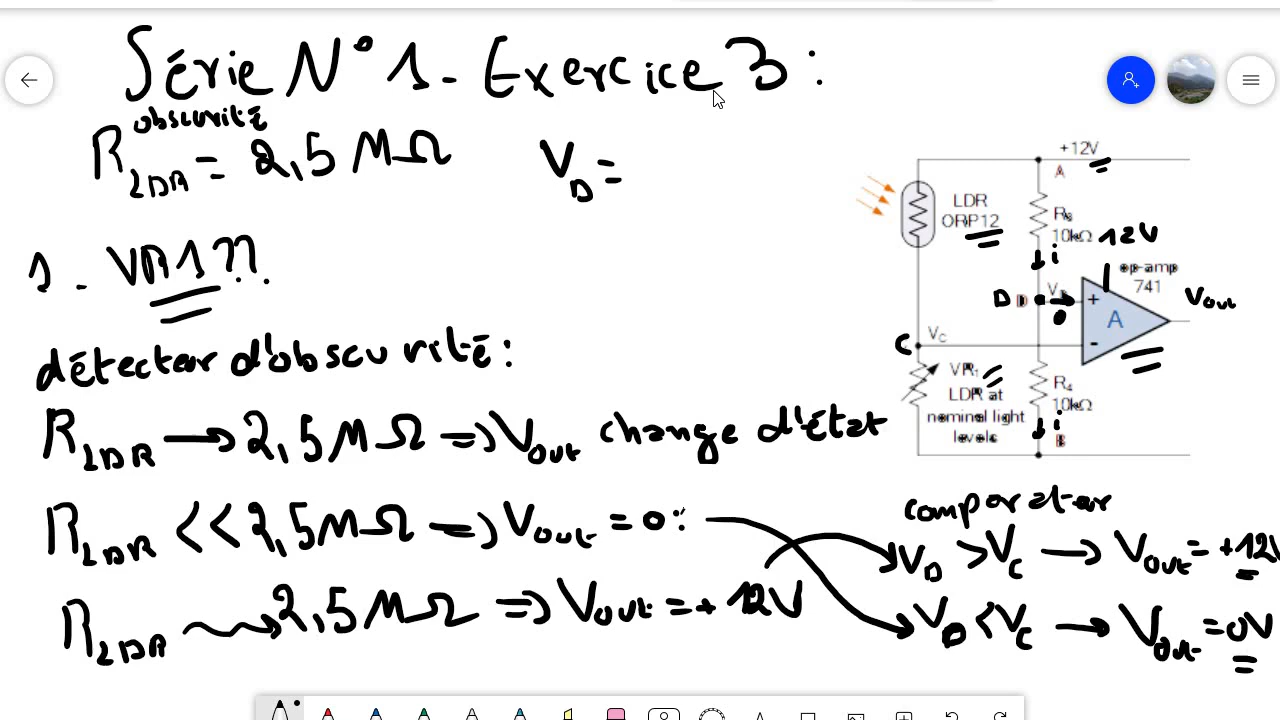 Série N° 1 - Exercice 3 :
R LDR obscurité = 2,5 MΩ
V D =
1 - VR1 ??
détecteur d'obscurité :
R LDR → 2,5 MΩ ⇒ V out change d'état
R LDR << 2,5 MΩ ⇒ V out = 0 :
R LDR → 2,5 MΩ ⇒ V out = + 12V
+12V
A
LDR
ORP12
R₃
10kΩ
12V
i
op-amp
741
D
V D
+
0
A
Vout
C
V C
-
VR₁
LDR at
nominal light
levels
R₄
10kΩ
i
B
comparateur
V D > V C → V out = +12V
V D < V C → V out = 0V